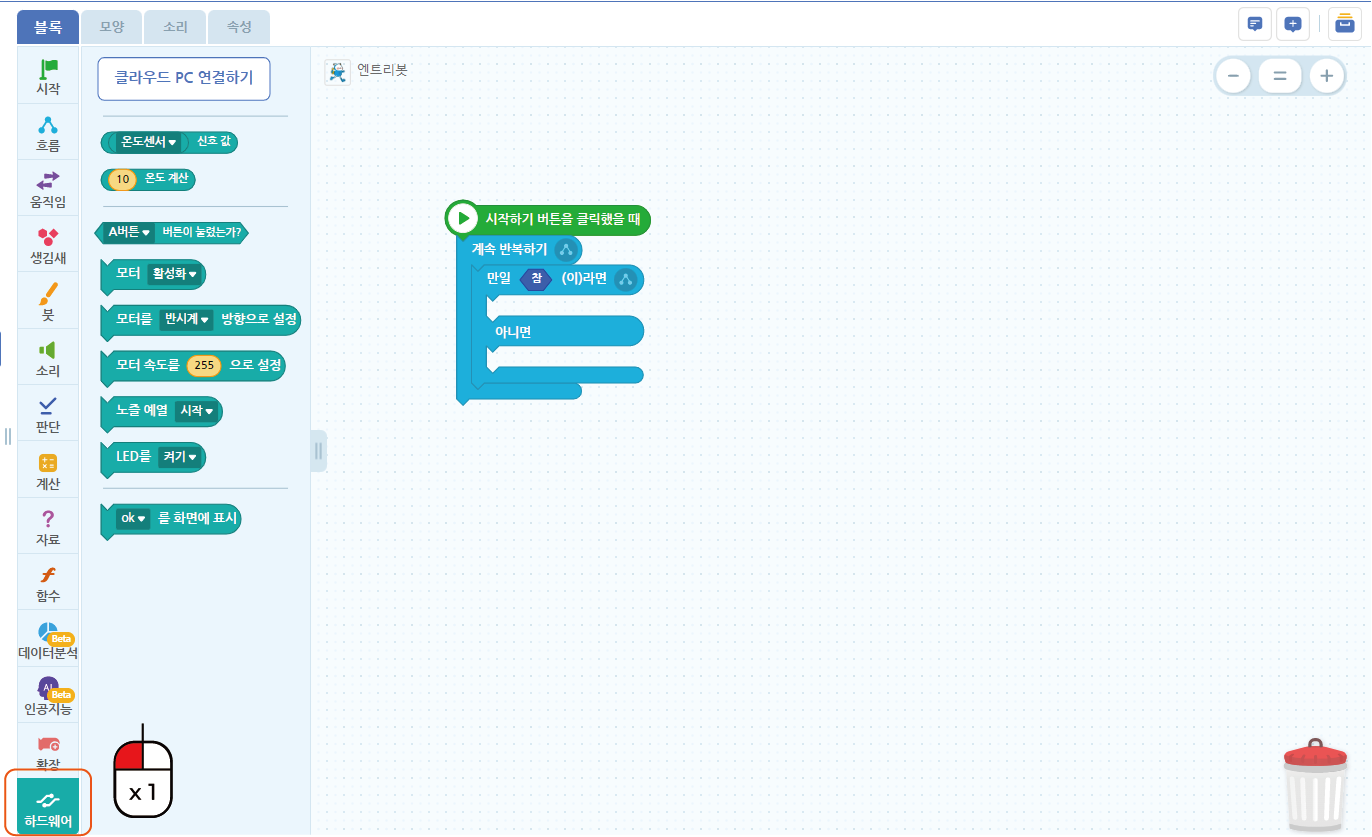 블록 모양 소리 속성
시작
흐름
움직임
생김새
붓
소리
판단
계산
자료
함수
Beta
데이터분석
AI
Beta
인공지능
확장
하드웨어
클라우드 PC 연결하기
온도센서 신호 값
10 온도 계산
A버튼 버튼이 눌렸는가?
모터 활성화
모터를 반시계 방향으로 설정
모터 속도를 255 으로 설정
노즐 예열 시작
LED를 켜기
ok 를 화면에 표시
x 1
엔트리봇
시작하기 버튼을 클릭했을 때
계속 반복하기
만일 참 (이)라면
아니면